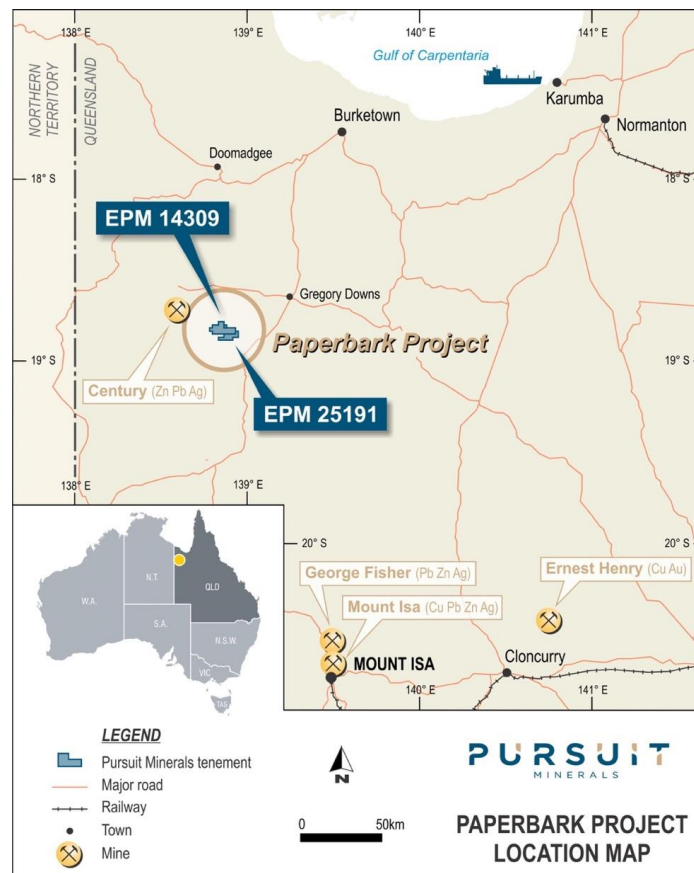 138° E
139° E
140° E
141° E
Gulf of Carpentaria
NORTHERN
TERRITORY
QUEENSLAND
Karumba
Burketown
Normanton
Doomadgee
18° S
18° S
EPM 14309
Gregory Downs
Paperbark Project
19° S
19° S
Century (Zn Pb Ag)
EPM 25191
138° E
139° E
20° S
20° S
George Fisher (Pb Zn Ag)
Ernest Henry (Cu Au)
Mount Isa (Cu Pb Zn Ag)
MOUNT ISA
Cloncurry
140° E
141° E
N.T.
QLD
W.A.
S.A.
N.S.W.
VIC
TAS
LEGEND
Pursuit Minerals tenement
Major road
Railway
Town
Mine
N
0
50km
PURSUIT
MINERALS
PAPERBARK PROJECT
LOCATION MAP